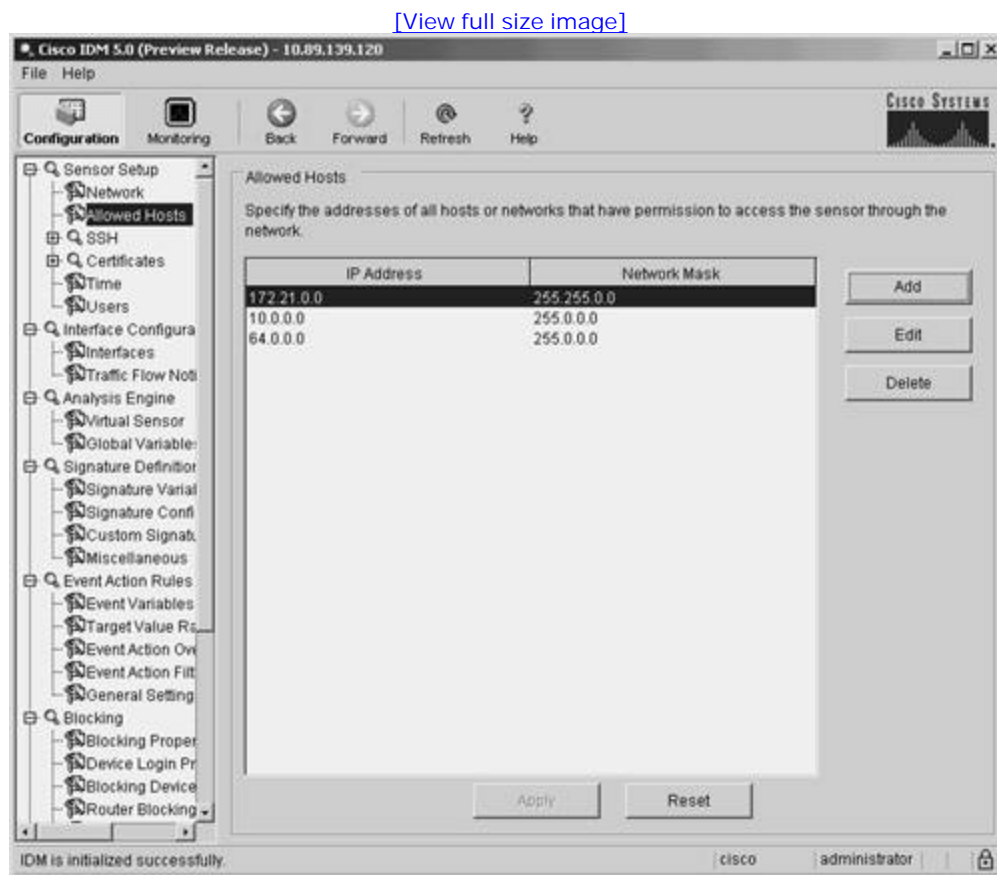 [View full size image]
Cisco IDM 5.0 (Preview Release) - 10.89.139.120
File Help
Configuration Monitoring Back Forward Refresh Help
CISCO SYSTEMS
Sensor Setup
Network
Allowed Hosts
SSH
Certificates
Time
Users
Interface Configura
Interfaces
Traffic Flow Noti
Analysis Engine
Virtual Sensor
Global Variable
Signature Definition
Signature Varial
Signature Confi
Custom Signatu
Miscellaneous
Event Action Rules
Event Variables
Target Value Ra
Event Action Ove
Event Action Filt
General Setting
Blocking
Blocking Proper
Device Login Pr
Blocking Device
Router Blocking
Allowed Hosts
Specify the addresses of all hosts or networks that have permission to access the sensor through the
network.
IP Address Network Mask
172.21.0.0 255.255.0.0
10.0.0.0 255.0.0.0
64.0.0.0 255.0.0.0
Add
Edit
Delete
Apply Reset
IDM is initialized successfully. cisco administrator